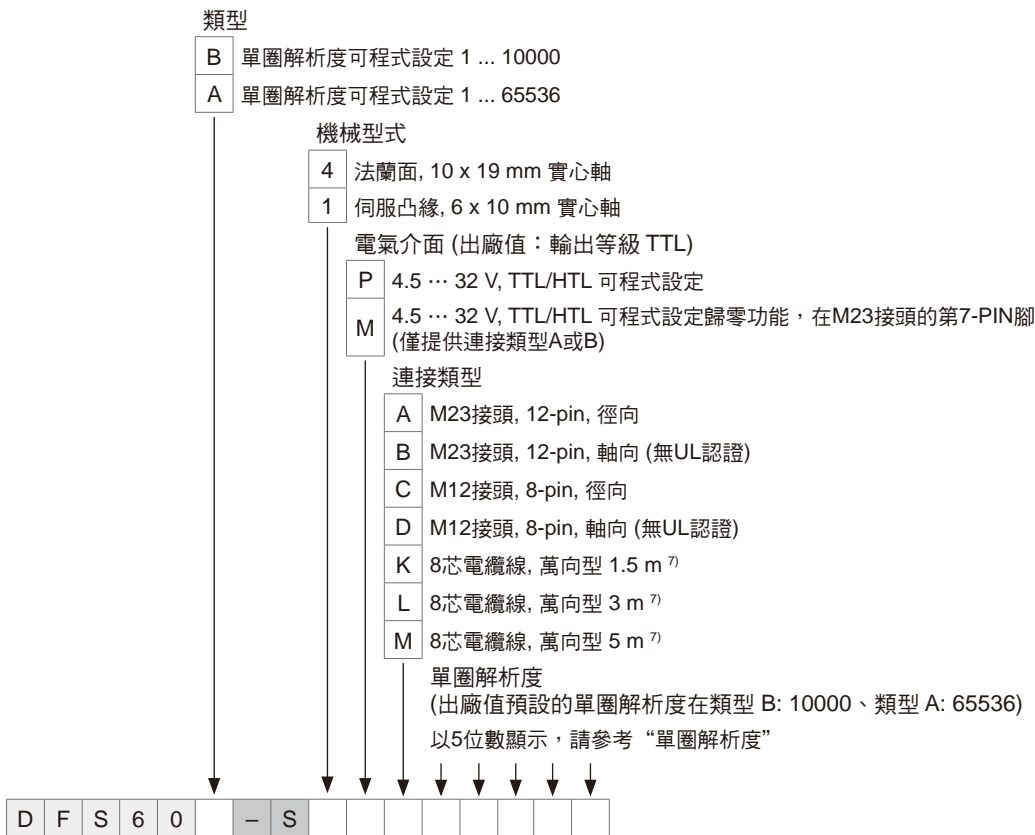 類型
B 單圈解析度可程式設定 1 ... 10000
A 單圈解析度可程式設定 1 ... 65536
機械型式
4 法蘭面, 10 x 19 mm 實心軸
1 伺服凸緣, 6 x 10 mm 實心軸
電氣介面 (出廠值：輸出等級 TTL)
P 4.5 ⋯ 32 V, TTL/HTL 可程式設定
M 4.5 ⋯ 32 V, TTL/HTL 可程式設定歸零功能，在M23接頭的第7-PIN腳
(僅提供連接類型A或B)
連接類型
A M23接頭, 12-pin, 徑向
B M23接頭, 12-pin, 軸向 (無UL認證)
C M12接頭, 8-pin, 徑向
D M12接頭, 8-pin, 軸向 (無UL認證)
K 8芯電纜線, 萬向型 1.5 m 7)
L 8芯電纜線, 萬向型 3 m 7)
M 8芯電纜線, 萬向型 5 m 7)
單圈解析度
(出廠值預設的單圈解析度在類型 B: 10000、類型 A: 65536)
以5位數顯示，請參考“單圈解析度”
D F S 6 0 – S